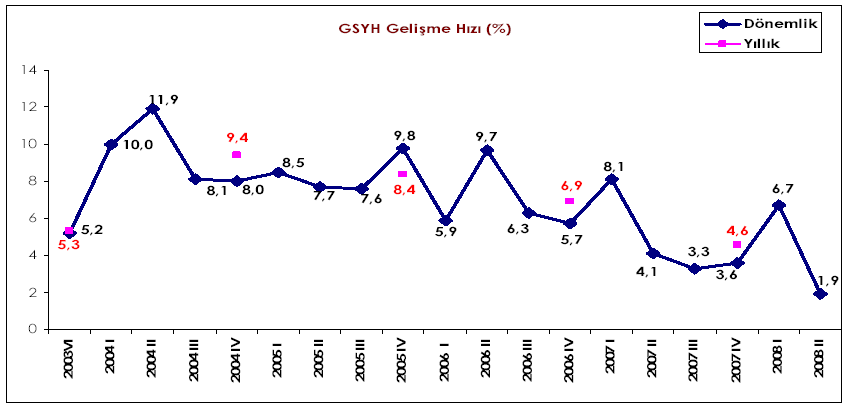 GSYH Gelişme Hızı (%)
Dönemlik
Yıllık
14
12
10
8
6
4
2
0
5,3
5,2
10,0
11,9
8,1
9,4
8,0
8,5
7,7
7,6
9,8
8,4
5,9
9,7
6,3
6,9
5,7
8,1
4,1
3,3
4,6
3,6
6,7
1,9
2003VI
2004 I
2004 II
2004III
2004IV
2005 I
2005 II
2005 III
2005 IV
2006 I
2006 II
2006 III
2006 IV
2007 I
2007 II
2007 III
2007 IV
2008 I
2008 II